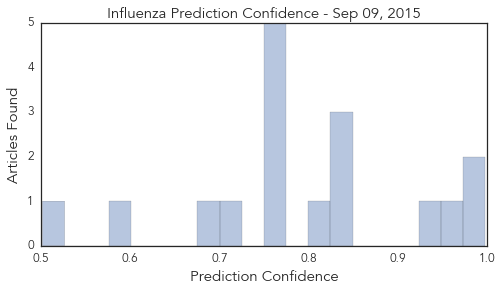 Influenza Prediction Confidence - Sep 09, 2015
Articles Found
5
4
3
2
1
0
0.5 0.6 0.7 0.8 0.9 1.0
Prediction Confidence